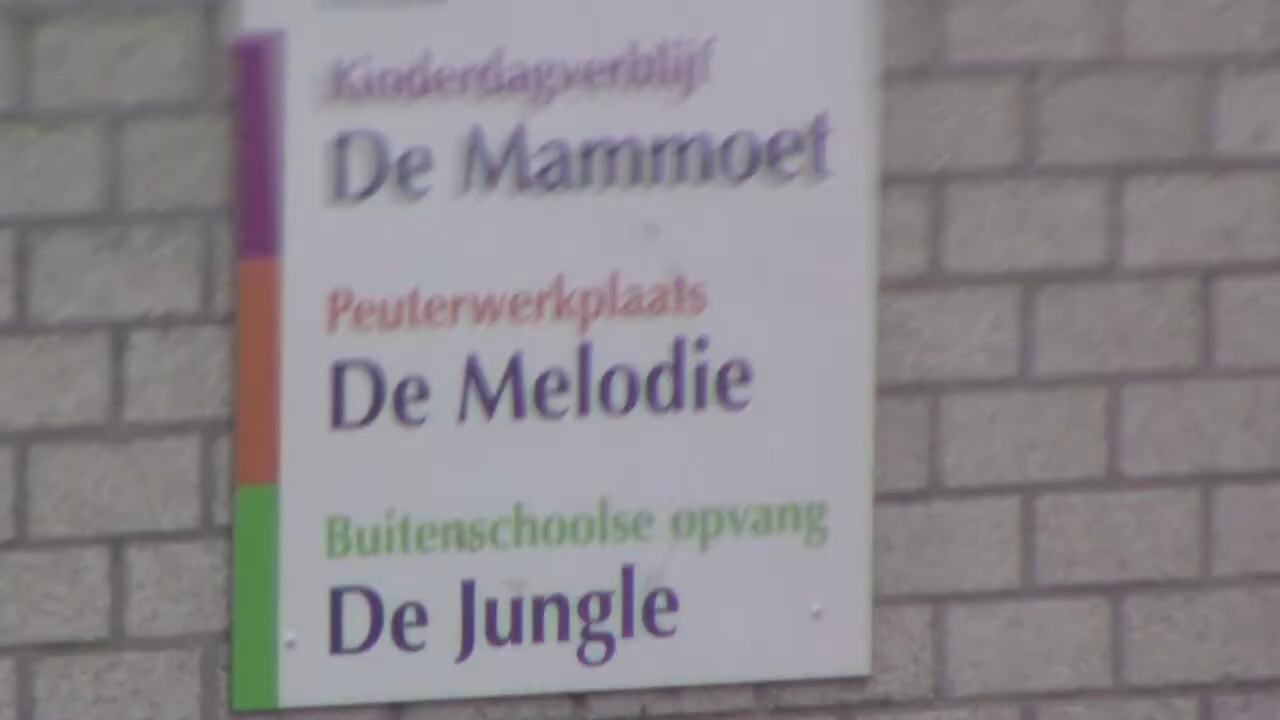 Kinderdagverblijf
De Mammoet
Peuterwerkplaats
De Melodie
Buitenschoolse opvang
De Jungle